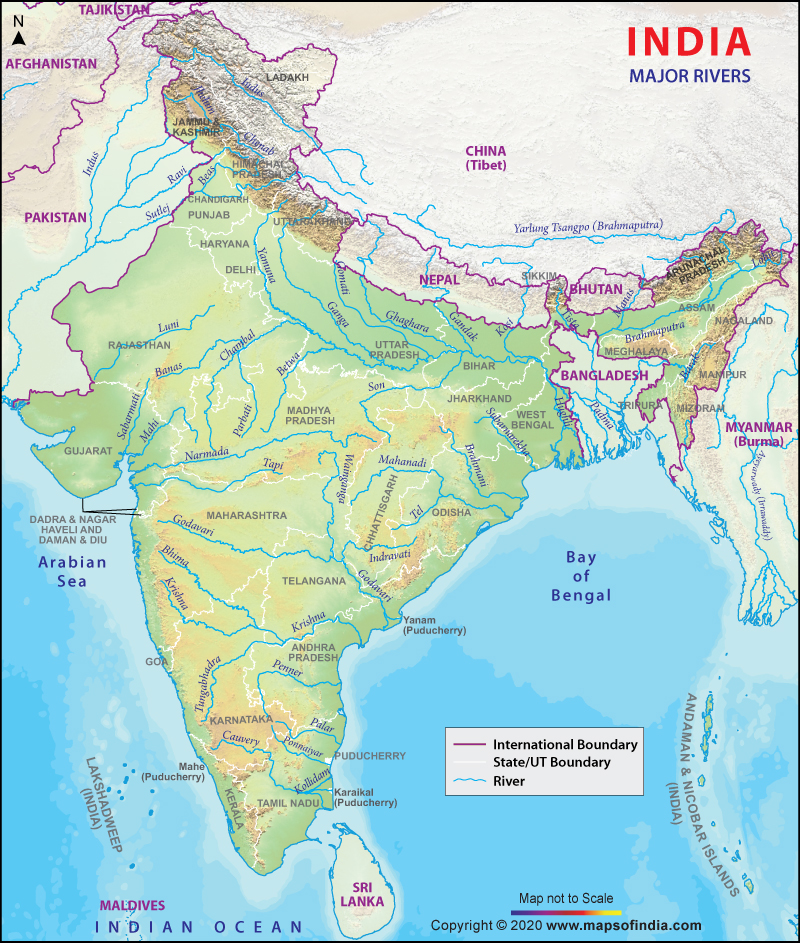 TAJIKISTAN
N
AFGHANISTAN
INDIA
MAJOR RIVERS
LADAKH
Indus
Jhelum
JAMMU &
KASHMIR
Chenab
CHINA
(Tibet)
Indus
Ravi
Beas
HIMACHAL
PRADESH
CHANDIGARH
PAKISTAN
Sutlej
PUNJAB
UTTARAKHAND
Yarlung Tsangpo (Brahmaputra)
HARYANA
DELHI
Yamuna
Gomati
NEPAL
SIKKIM
BHUTAN
ARUNACHAL
PRADESH
Lohit
Manas
Tista
ASSAM
NAGALAND
Luni
RAJASTHAN
Chambal
Ganga
Ghaghara
Gandak
Kosi
Brahmaputra
UTTAR
PRADESH
MEGHALAYA
Banas
Betwa
BIHAR
BANGLADESH
Barak
MANIPUR
Son
JHARKHAND
Sabarmati
Mahi
Parbati
MADHYA
PRADESH
WEST
BENGAL
Subarnarekha
Hugli
Padma
TRIPURA
MIZORAM
MYANMAR
(Burma)
GUJARAT
Narmada
Tapi
Wainganga
Mahanadi
Brahmani
Ayeyarwady (Irrawaddy)
CHHATTISGARH
DADRA & NAGAR
HAVELI AND
DAMAN & DIU
MAHARASHTRA
Godavari
Tel
ODISHA
Arabian
Sea
Bhima
Indravati
Bay
of
Bengal
TELANGANA
Godavari
Krishna
Krishna
Yanam
(Puducherry)
GOA
ANDHRA
PRADESH
Tungabhadra
Penner
KARNATAKA
Palar
Cauvery
Ponnaiyar
PUDUCHERRY
Mahe
(Puducherry)
Kollidam
Karaikal
(Puducherry)
KERALA
TAMIL NADU
LAKSHADWEEP
(INDIA)
ANDAMAN & NICOBAR ISLANDS
(INDIA)
International Boundary
State/UT Boundary
River
SRI
LANKA
MALDIVES
INDIAN OCEAN
Map not to Scale
Copyright © 2020 www.mapsofindia.com